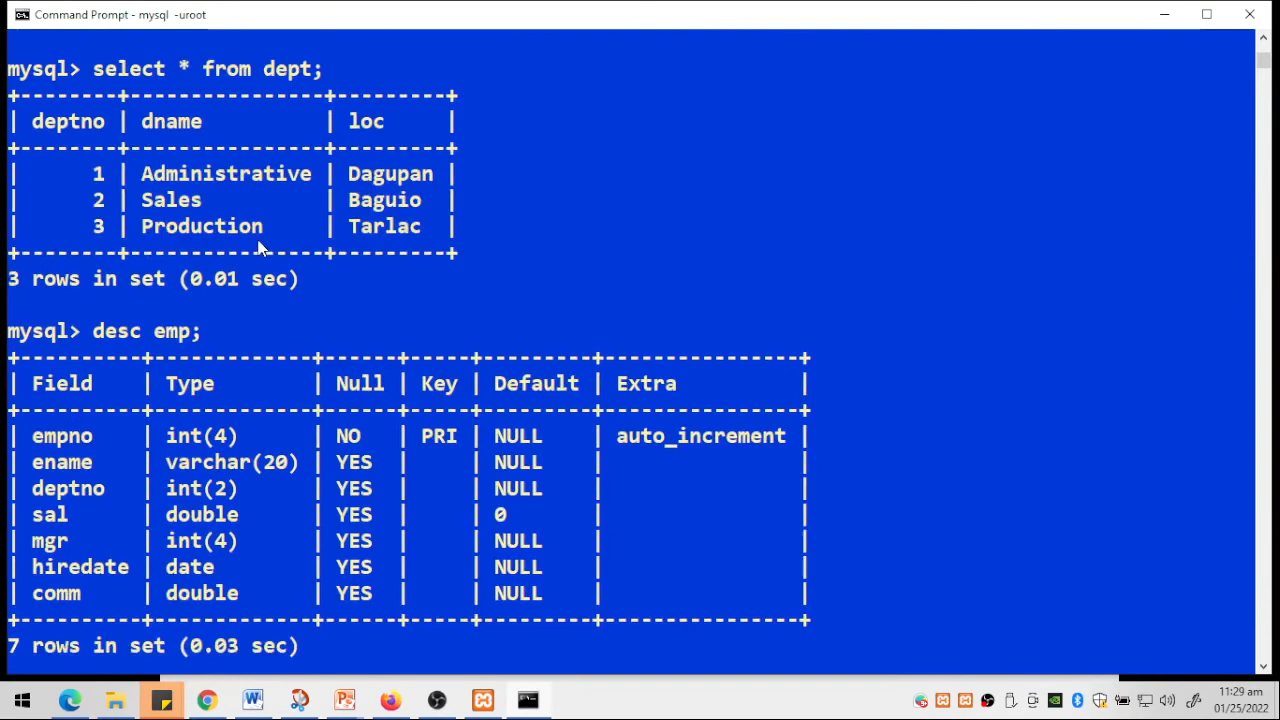 Command Prompt - mysql  -uroot
mysql> select * from dept;
+--------+----------------+---------+
| deptno | dname          | loc     |
+--------+----------------+---------+
|      1 | Administrative | Dagupan |
|      2 | Sales          | Baguio  |
|      3 | Production     | Tarlac  |
+--------+----------------+---------+
3 rows in set (0.01 sec)
mysql> desc emp;
+----------+-------------+------+-----+---------+----------------+
| Field    | Type        | Null | Key | Default | Extra          |
+----------+-------------+------+-----+---------+----------------+
| empno    | int(4)      | NO   | PRI | NULL    | auto_increment |
| ename    | varchar(20) | YES  |     | NULL    |                |
| deptno   | int(2)      | YES  |     | NULL    |                |
| sal      | double      | YES  |     | 0       |                |
| mgr      | int(4)      | YES  |     | NULL    |                |
| hiredate | date        | YES  |     | NULL    |                |
| comm     | double      | YES  |     | NULL    |                |
+----------+-------------+------+-----+---------+----------------+
7 rows in set (0.03 sec)
11:29 am
01/25/2022